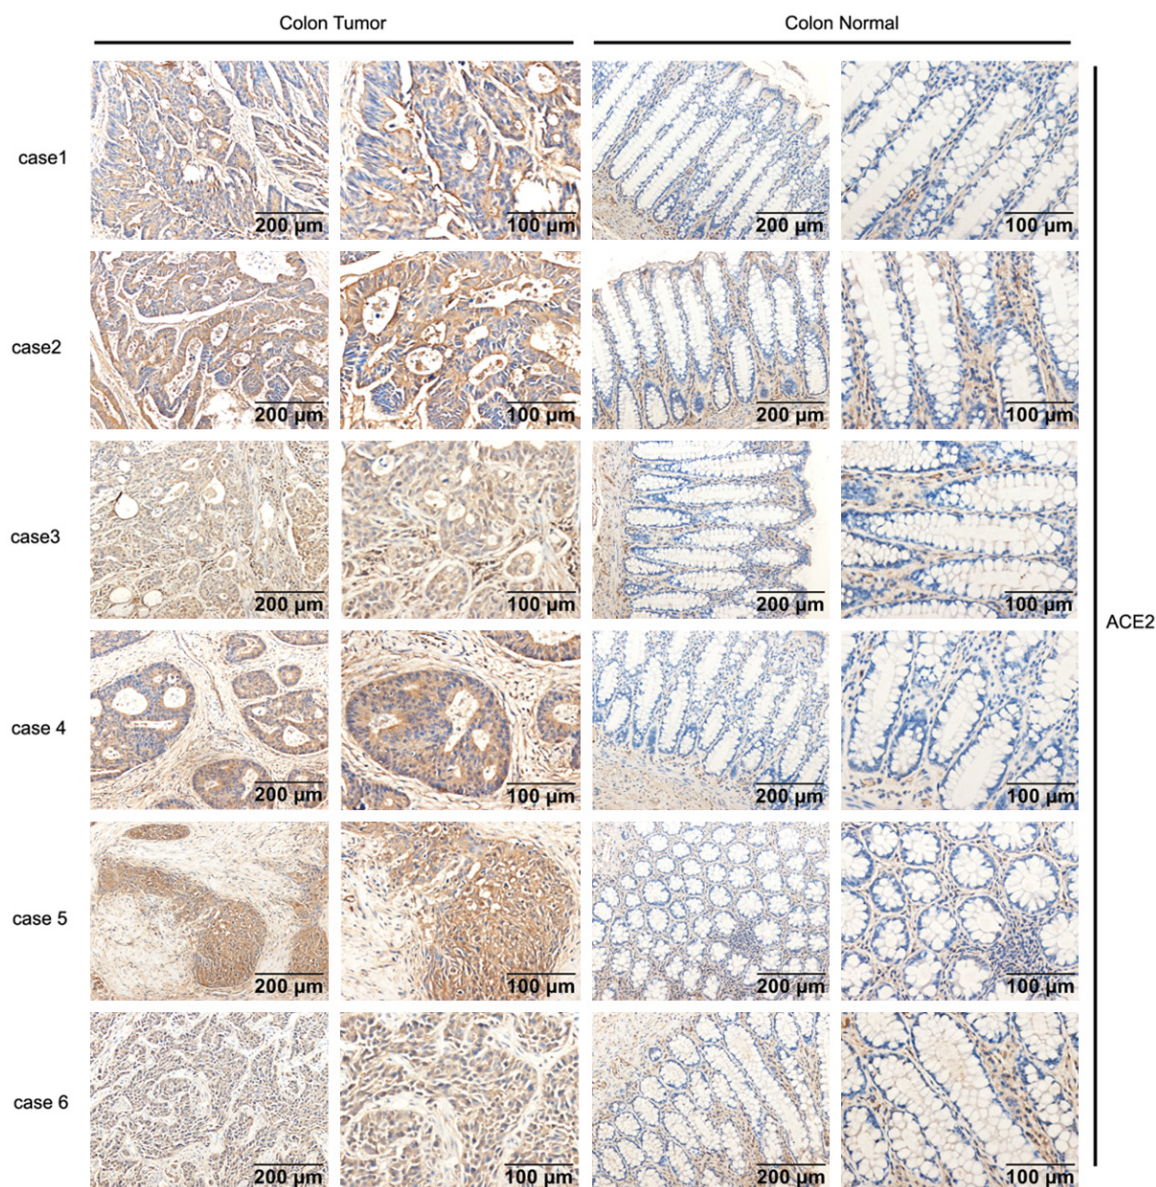 Colon Tumor Colon Normal
case1 200 µm 100 µm 200 µm 100 µm
case2 200 µm 100 µm 200 µm 100 µm
case3 200 µm 100 µm 200 µm 100 µm
ACE2
case 4 200 µm 100 µm 200 µm 100 µm
case 5 200 µm 100 µm 200 µm 100 µm
case 6 200 µm 100 µm 200 µm 100 µm